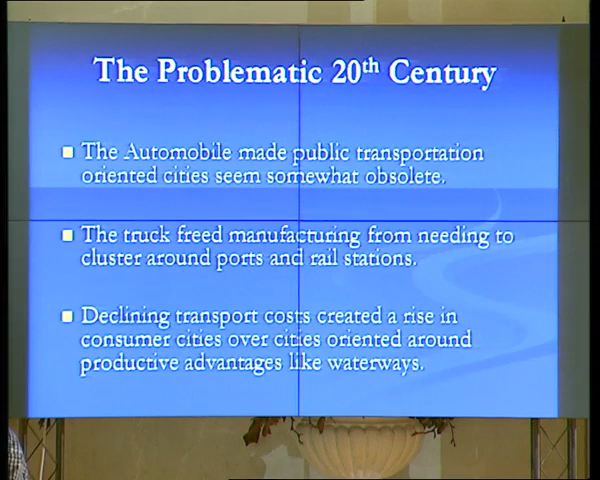 The Problematic 20th Century
The Automobile made public transportation
oriented cities seem somewhat obsolete.
The truck freed manufacturing from needing to
cluster around ports and rail stations.
Declining transport costs created a rise in
consumer cities over cities oriented around
productive advantages like waterways.